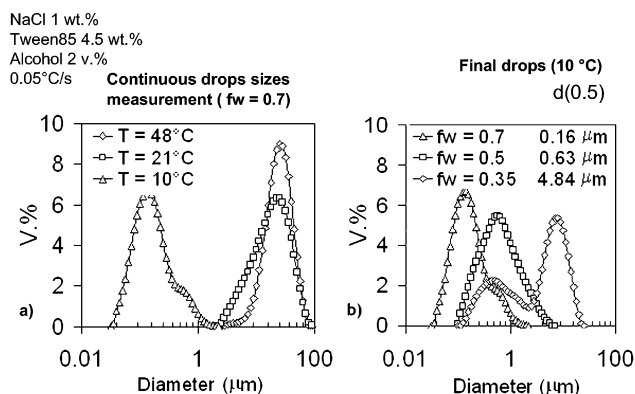 NaCl 1 wt.%
Tween85 4.5 wt.%
Alcohol 2 v.%
0.05°C/s
Continuous drops sizes
measurement ( fw = 0.7)
Final drops (10 °C)
d(0.5)
10
8
6
4
2
0
V.%
T = 48°C
T = 21°C
T = 10°C
a)
0.01 1 100
Diameter (μm)
10
8
6
4
2
0
V.%
fw = 0.7 0.16 μm
fw = 0.5 0.63 μm
fw = 0.35 4.84 μm
b)
0.01 1 100
Diameter (μm)